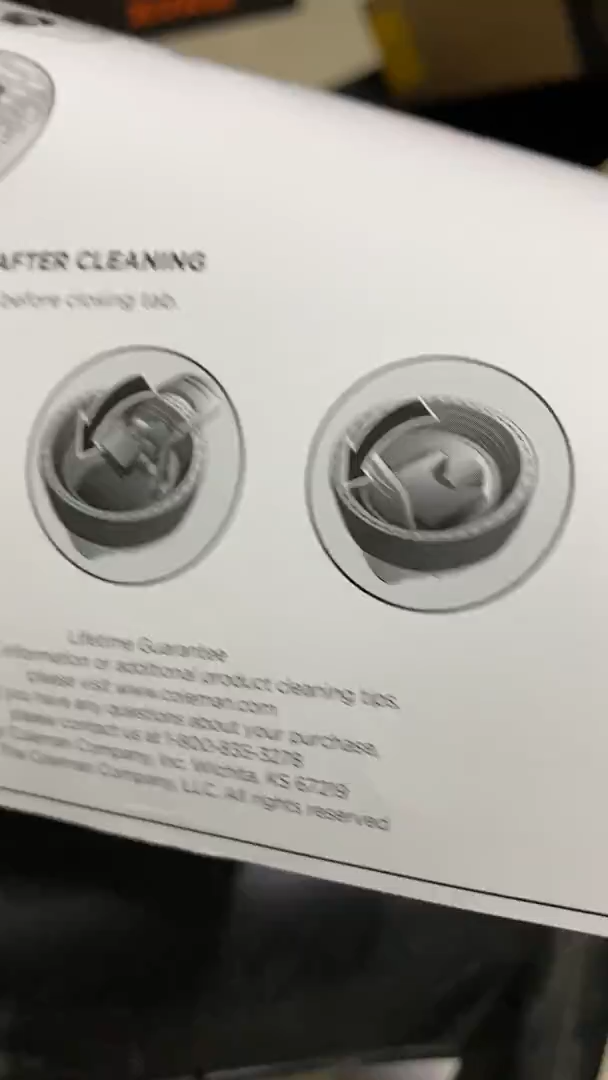 AFTER CLEANING
before closing tab.
Lifetime Guarantee
information or additional product cleaning tips,
please visit www.coleman.com
you have any questions about your purchase,
please contact us at 1-800-835-3278
Coleman Company, Inc. Wichita, KS 67219
The Coleman Company, LLC. All rights reserved